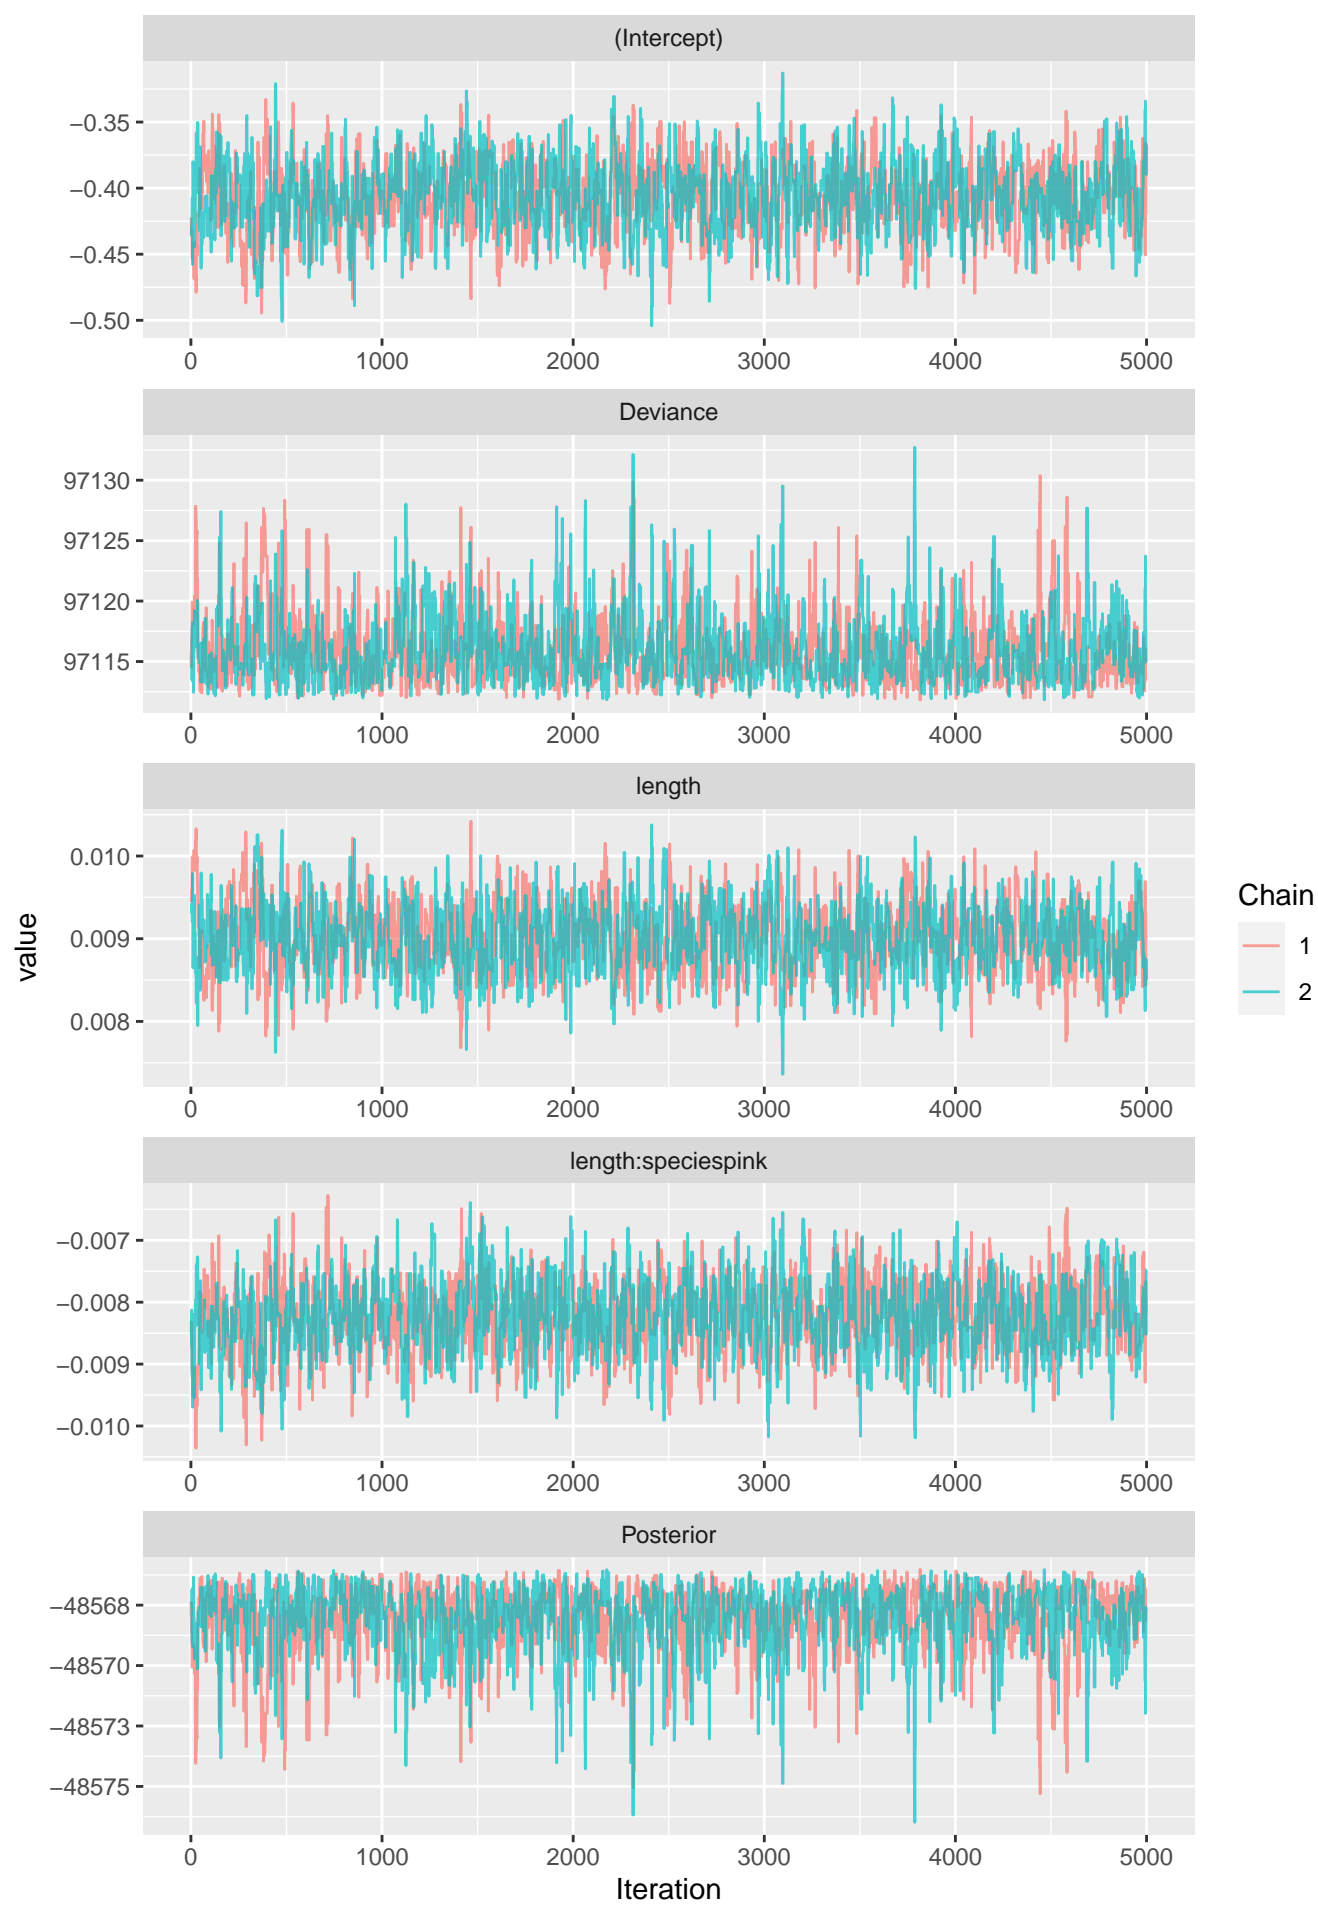 (Intercept)
−0.35
−0.40
−0.45
−0.50
0 1000 2000 3000 4000 5000
Deviance
97130
97125
97120
97115
0 1000 2000 3000 4000 5000
length
0.010
0.009
0.008
0 1000 2000 3000 4000 5000
length:speciespink
−0.007
−0.008
−0.009
−0.010
0 1000 2000 3000 4000 5000
Posterior
−48568
−48570
−48573
−48575
0 1000 2000 3000 4000 5000
Iteration
value
Chain
1
2